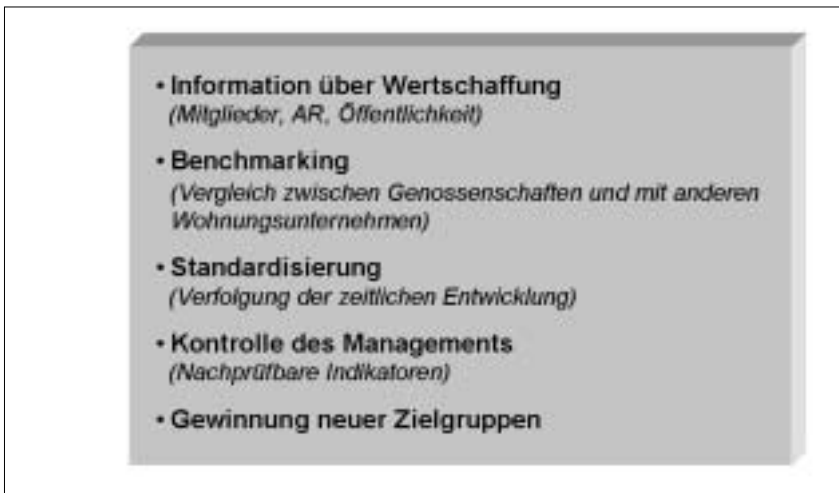 • Information über Wertschaffung
(Mitglieder, AR, Öffentlichkeit)
• Benchmarking
(Vergleich zwischen Genossenschaften und mit anderen
Wohnungsunternehmen)
• Standardisierung
(Verfolgung der zeitlichen Entwicklung)
• Kontrolle des Managements
(Nachprüfbare Indikatoren)
• Gewinnung neuer Zielgruppen